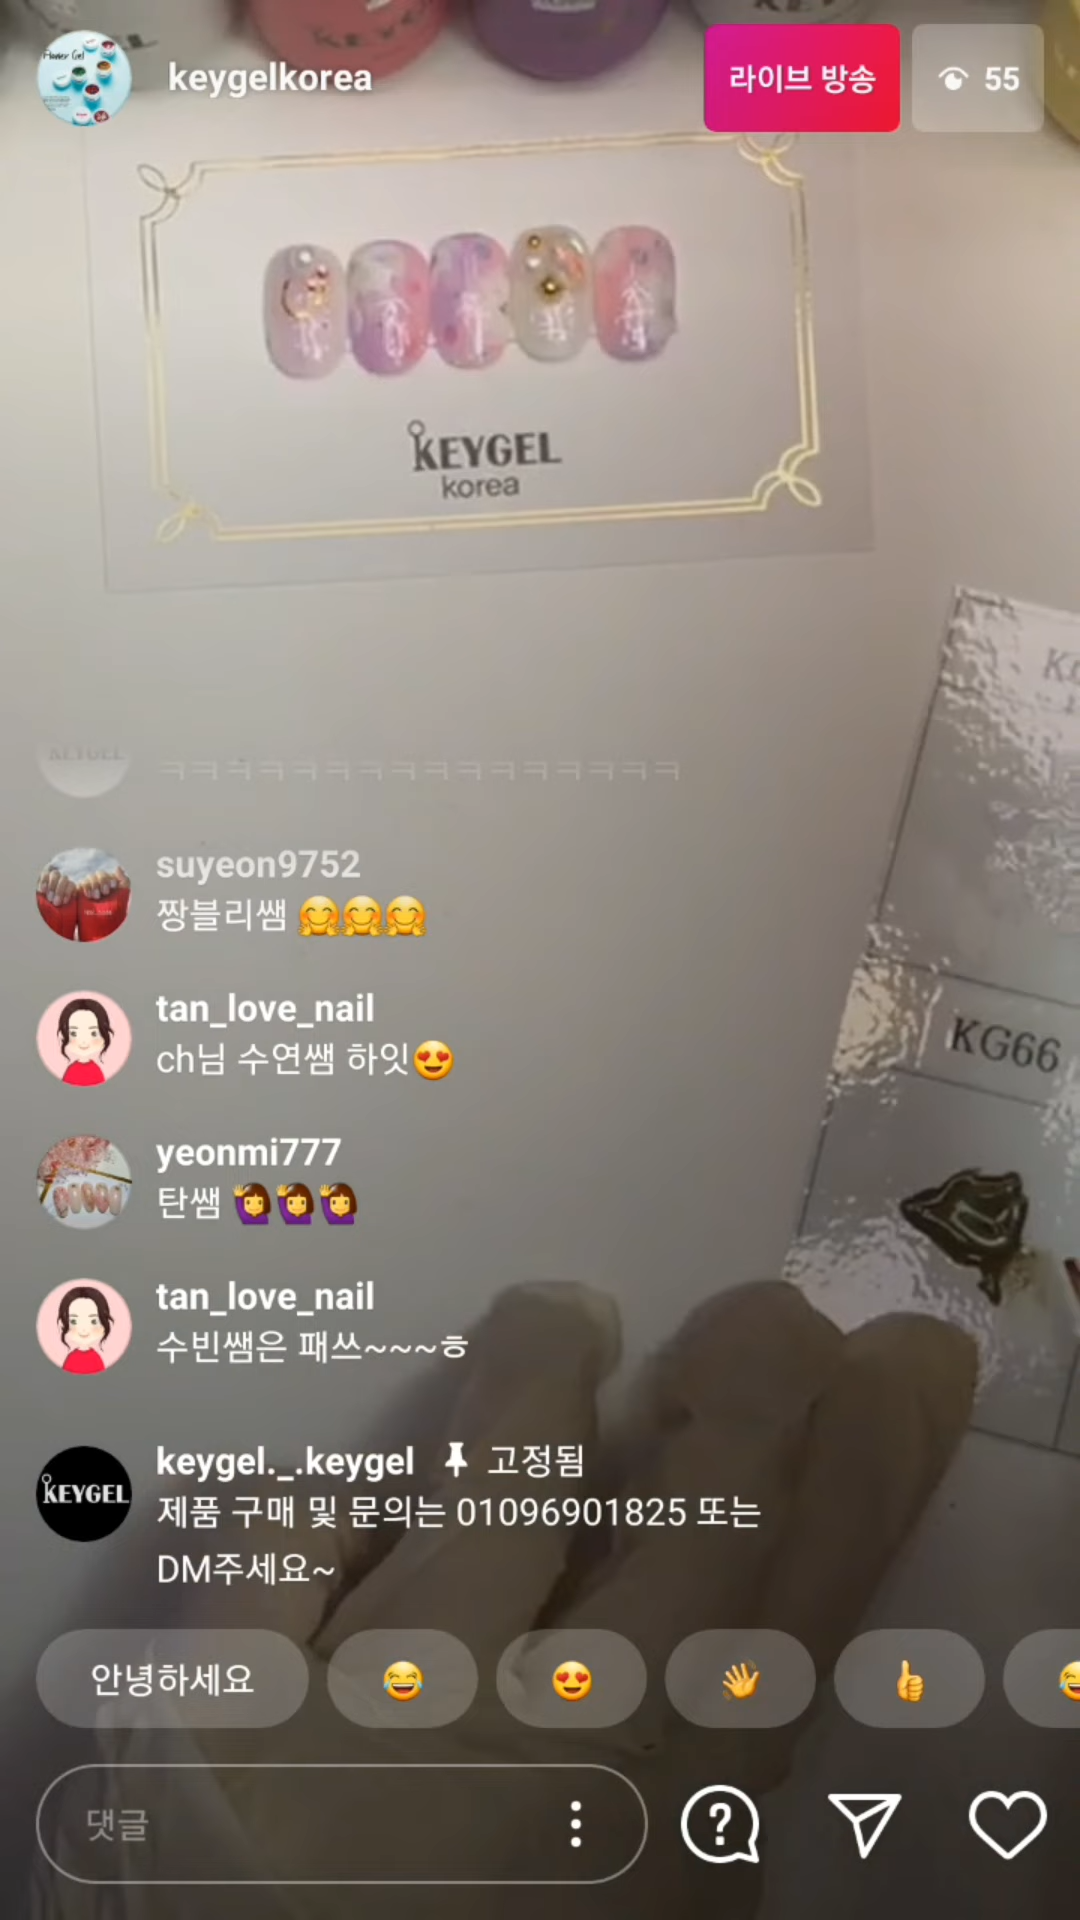 keygelkorea
라이브 방송
55
KEYGEL
korea
KEYGEL
ㅋㅋㅋㅋㅋㅋㅋㅋㅋㅋㅋㅋㅋㅋㅋㅋ
suyeon9752
짱블리쌤 🤗🤗🤗
tan_love_nail
ch님 수연쌤 하잇😍
KG66
yeonmi777
탄쌤 🙋‍♀️🙋‍♀️🙋‍♀️
tan_love_nail
수빈쌤은 패쓰~~~ㅎ
KEYGEL
keygel._.keygel 고정됨
제품 구매 및 문의는 01096901825 또는
DM주세요~
안녕하세요 😂 😍 👋 👍 😂
댓글